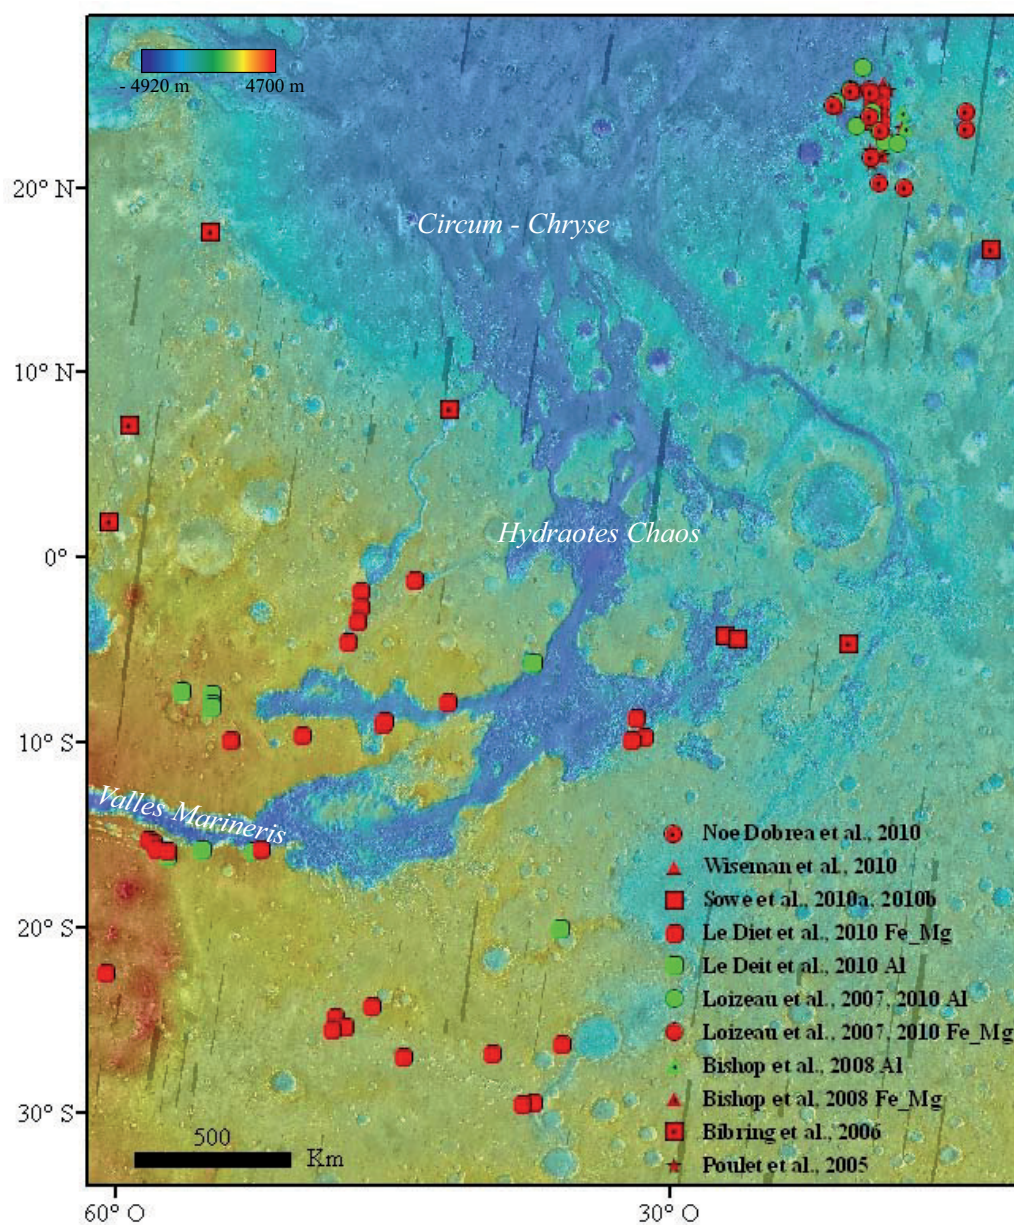 - 4920 m
4700 m
20° N
Circum - Chryse
10° N
Hydraotes Chaos
0°
10° S
Valles Marineris
Noe Dobrea et al., 2010
Wiseman et al., 2010
Sowe et al., 2010a, 2010b
20° S
Le Diet et al., 2010 Fe_Mg
Le Deit et al., 2010 Al
Loizeau et al., 2007, 2010 Al
Loizeau et al., 2007, 2010 Fe_Mg
Bishop et al., 2008 Al
Bishop et al, 2008 Fe_Mg
30° S
Bibring et al., 2006
500
Km
Poulet et al., 2005
60° O
30° O